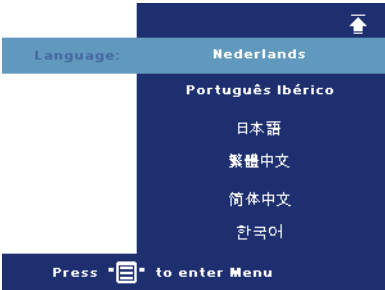 Language: Nederlands
Português Ibérico
日本語
繁體中文
简体中文
한국어
Press "" to enter Menu